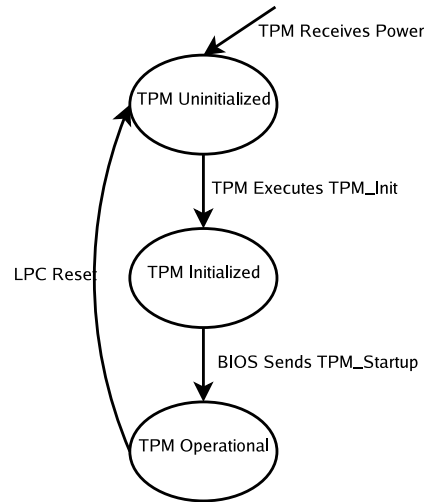 TPM Receives Power
TPM Uninitialized
TPM Executes TPM_Init
TPM Initialized
LPC Reset
BIOS Sends TPM_Startup
TPM Operational